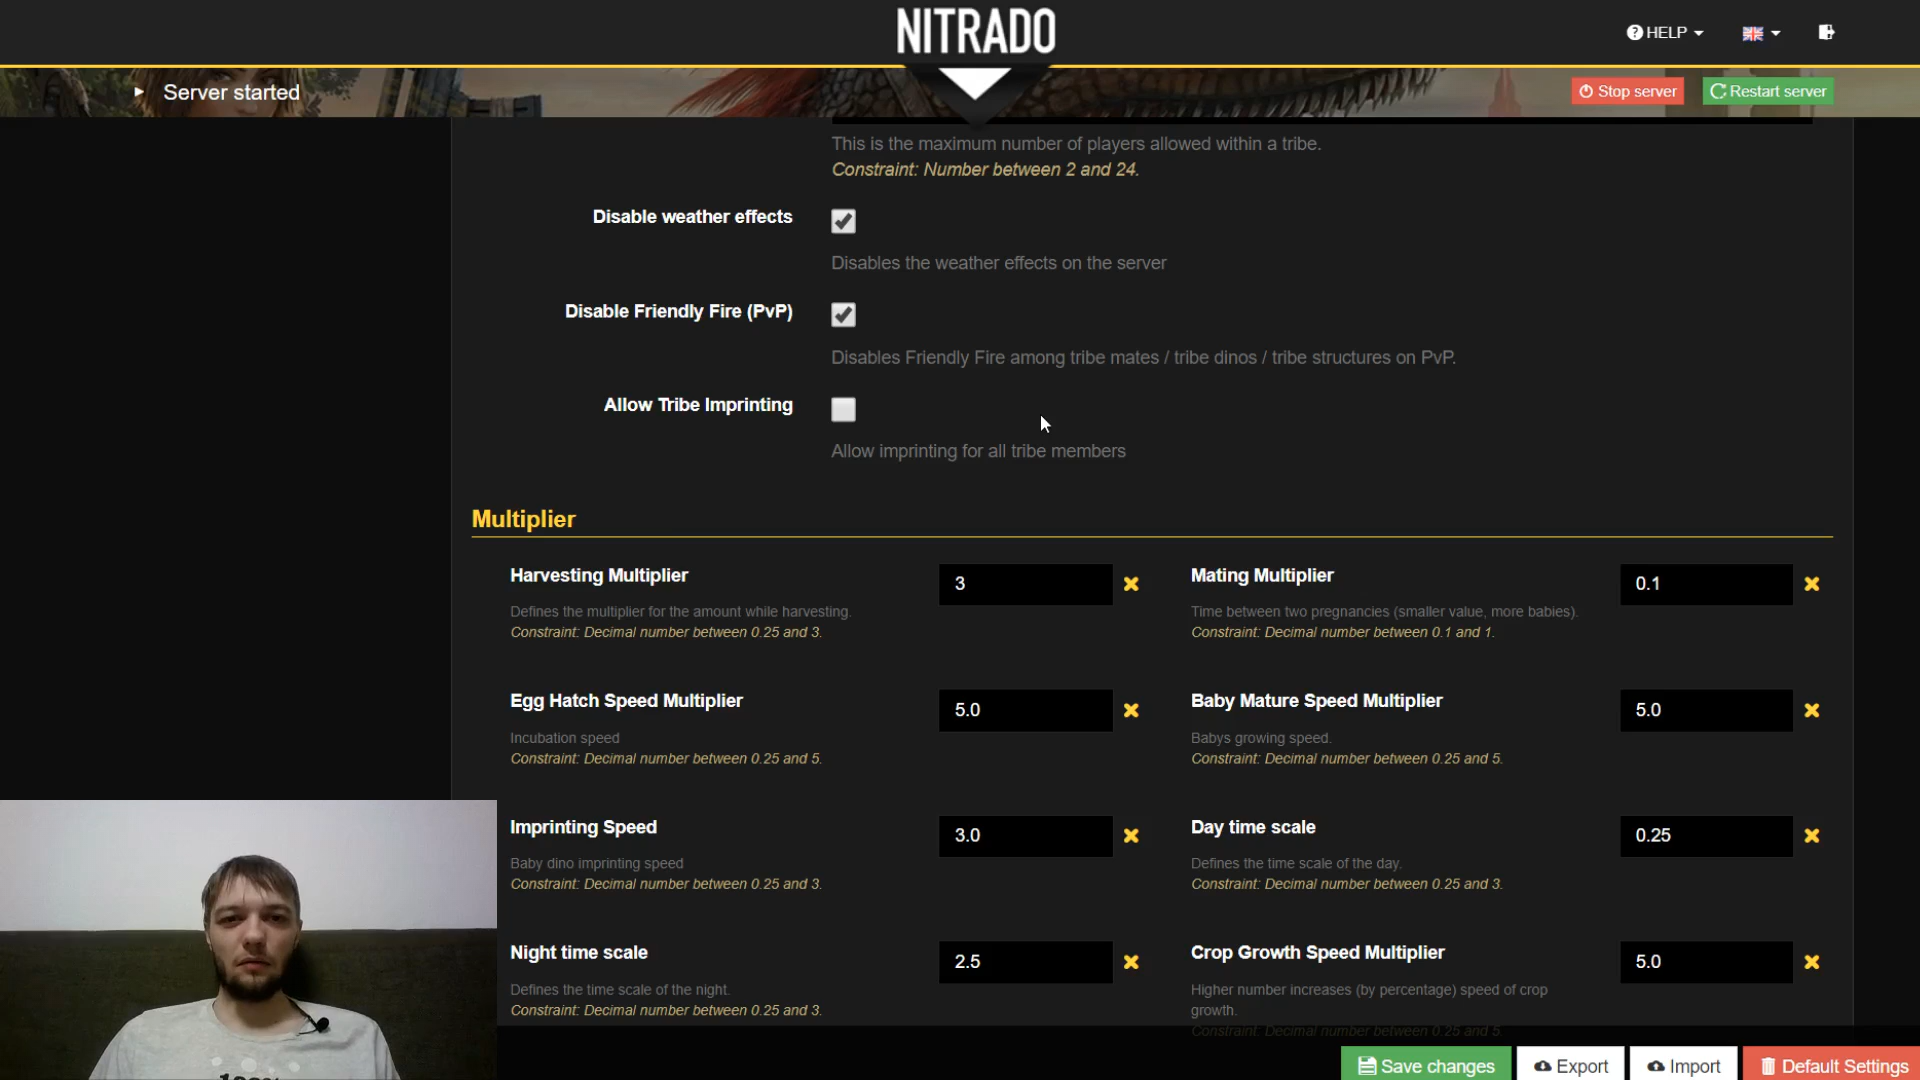 NITRADO
HELP
Server started
Stop server
Restart server
This is the maximum number of players allowed within a tribe.
Constraint: Number between 2 and 24.
Disable weather effects
Disables the weather effects on the server
Disable Friendly Fire (PvP)
Disables Friendly Fire among tribe mates / tribe dinos / tribe structures on PvP.
Allow Tribe Imprinting
Allow imprinting for all tribe members
Multiplier
Harvesting Multiplier
3
Defines the multiplier for the amount while harvesting.
Constraint: Decimal number between 0.25 and 3.
Mating Multiplier
0.1
Time between two pregnancies (smaller value, more babies).
Constraint: Decimal number between 0.1 and 1.
Egg Hatch Speed Multiplier
5.0
Incubation speed
Constraint: Decimal number between 0.25 and 5.
Baby Mature Speed Multiplier
5.0
Babys growing speed.
Constraint: Decimal number between 0.25 and 5.
Imprinting Speed
3.0
Baby dino imprinting speed
Constraint: Decimal number between 0.25 and 3.
Day time scale
0.25
Defines the time scale of the day.
Constraint: Decimal number between 0.25 and 3.
Night time scale
2.5
Defines the time scale of the night.
Constraint: Decimal number between 0.25 and 3.
Crop Growth Speed Multiplier
5.0
Higher number increases (by percentage) speed of crop
growth.
Constraint: Decimal number between 0.25 and 5.
Save changes
Export
Import
Default Settings